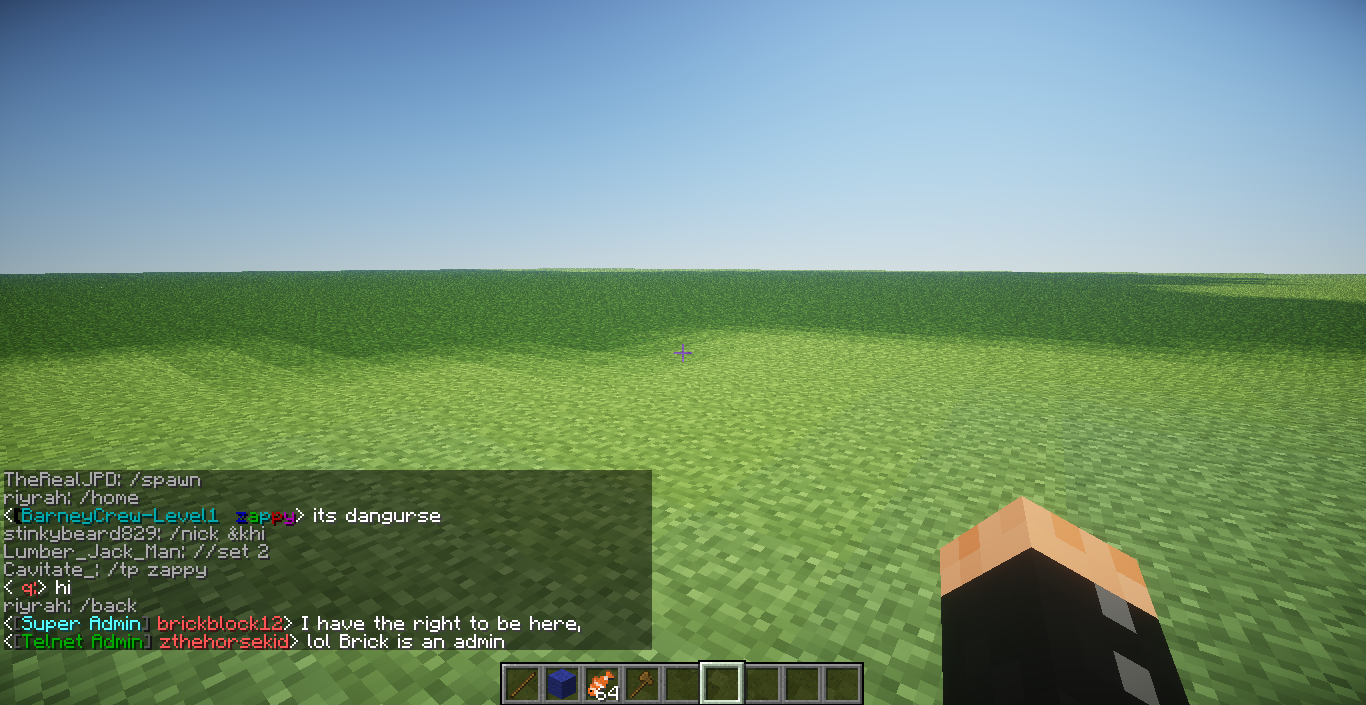 TheRealJPD: /spawn
riyrah: /home
<[BarneyCrew-Level1 zappy> its dangurse
stinkybeard829: /nick &khi
Lumber_Jack_Man: //set 2
Cavitate_: /tp zappy
< q:> hi
riyrah: /back
<[Super Admin] brickblock12> I have the right to be here,
<[Telnet Admin] zthehorsekid> lol Brick is an admin
64